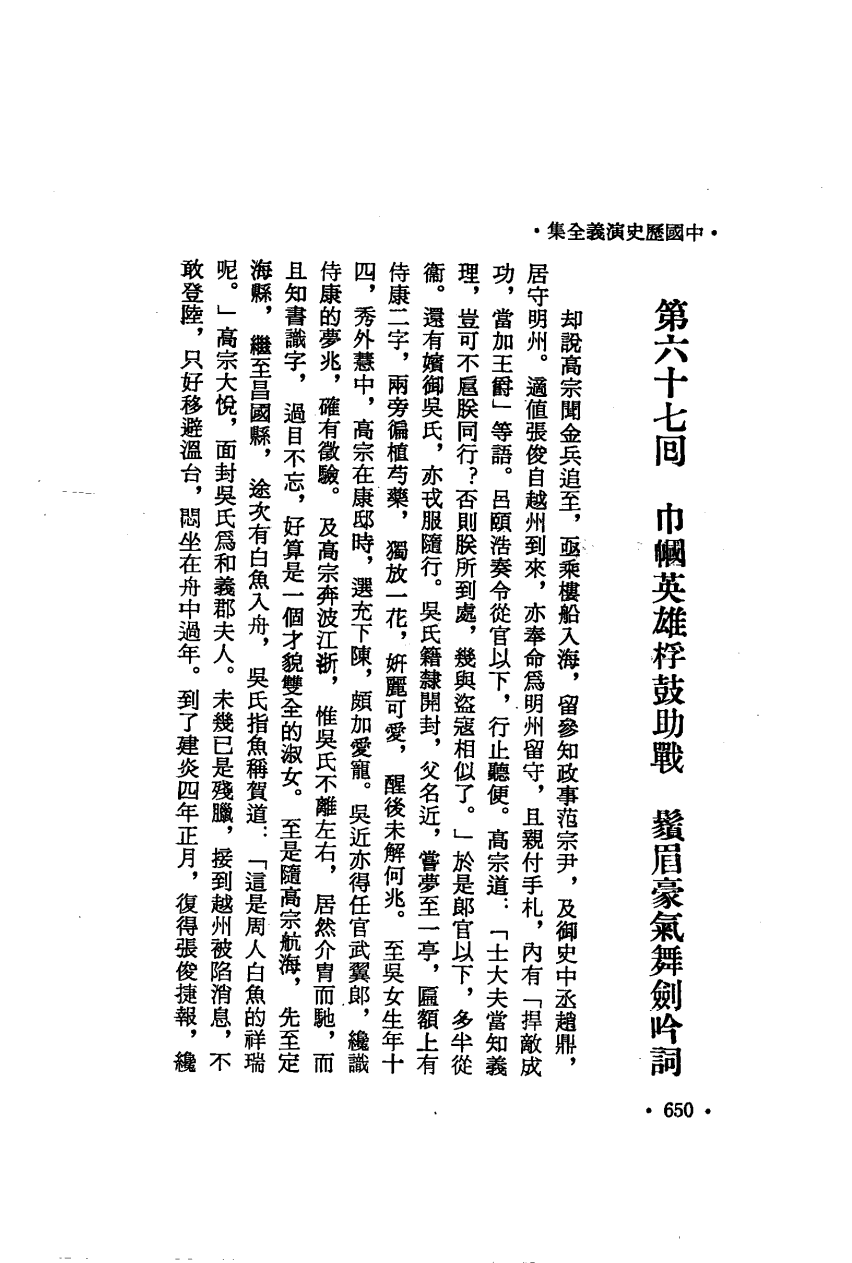 ·中國歷史演義全集·
第六十七回　巾幗英雄桴鼓助戰　鬚眉豪氣舞劍吟詞
却說高宗聞金兵追至，亟乘樓船入海，留參知政事范宗尹，及御史中丞趙鼎，
居守明州。適值張俊自越州到來，亦奉命爲明州留守，且親付手札，內有「捍敵成
功，當加王爵」等語。呂頤浩奏令從官以下，行止聽便。高宗道：「士大夫當知義
理，豈可不扈朕同行？否則朕所到處，幾與盜寇相似了。」於是郎官以下，多半從
衞。還有嬪御吳氏，亦戎服隨行。吳氏籍隸開封，父名近，嘗夢至一亭，匾額上有
侍康二字，兩旁徧植芍藥，獨放一花，妍麗可愛，醒後未解何兆。至吳女生年十
四，秀外慧中，高宗在康邸時，選充下陳，頗加愛寵。吳近亦得任官武翼郎，纔識
侍康的夢兆，確有徵驗。及高宗奔波江浙，惟吳氏不離左右，居然介冑而馳，而
且知書識字，過目不忘，好算是一個才貌雙全的淑女。至是隨高宗航海，先至定
海縣，繼至昌國縣，途次有白魚入舟，吳氏指魚稱賀道：「這是周人白魚的祥瑞
呢。」高宗大悅，面封吳氏爲和義郡夫人。未幾已是殘臘，接到越州被陷消息，不
敢登陸，只好移避溫台，悶坐在舟中過年。到了建炎四年正月，復得張俊捷報，纔
·650·